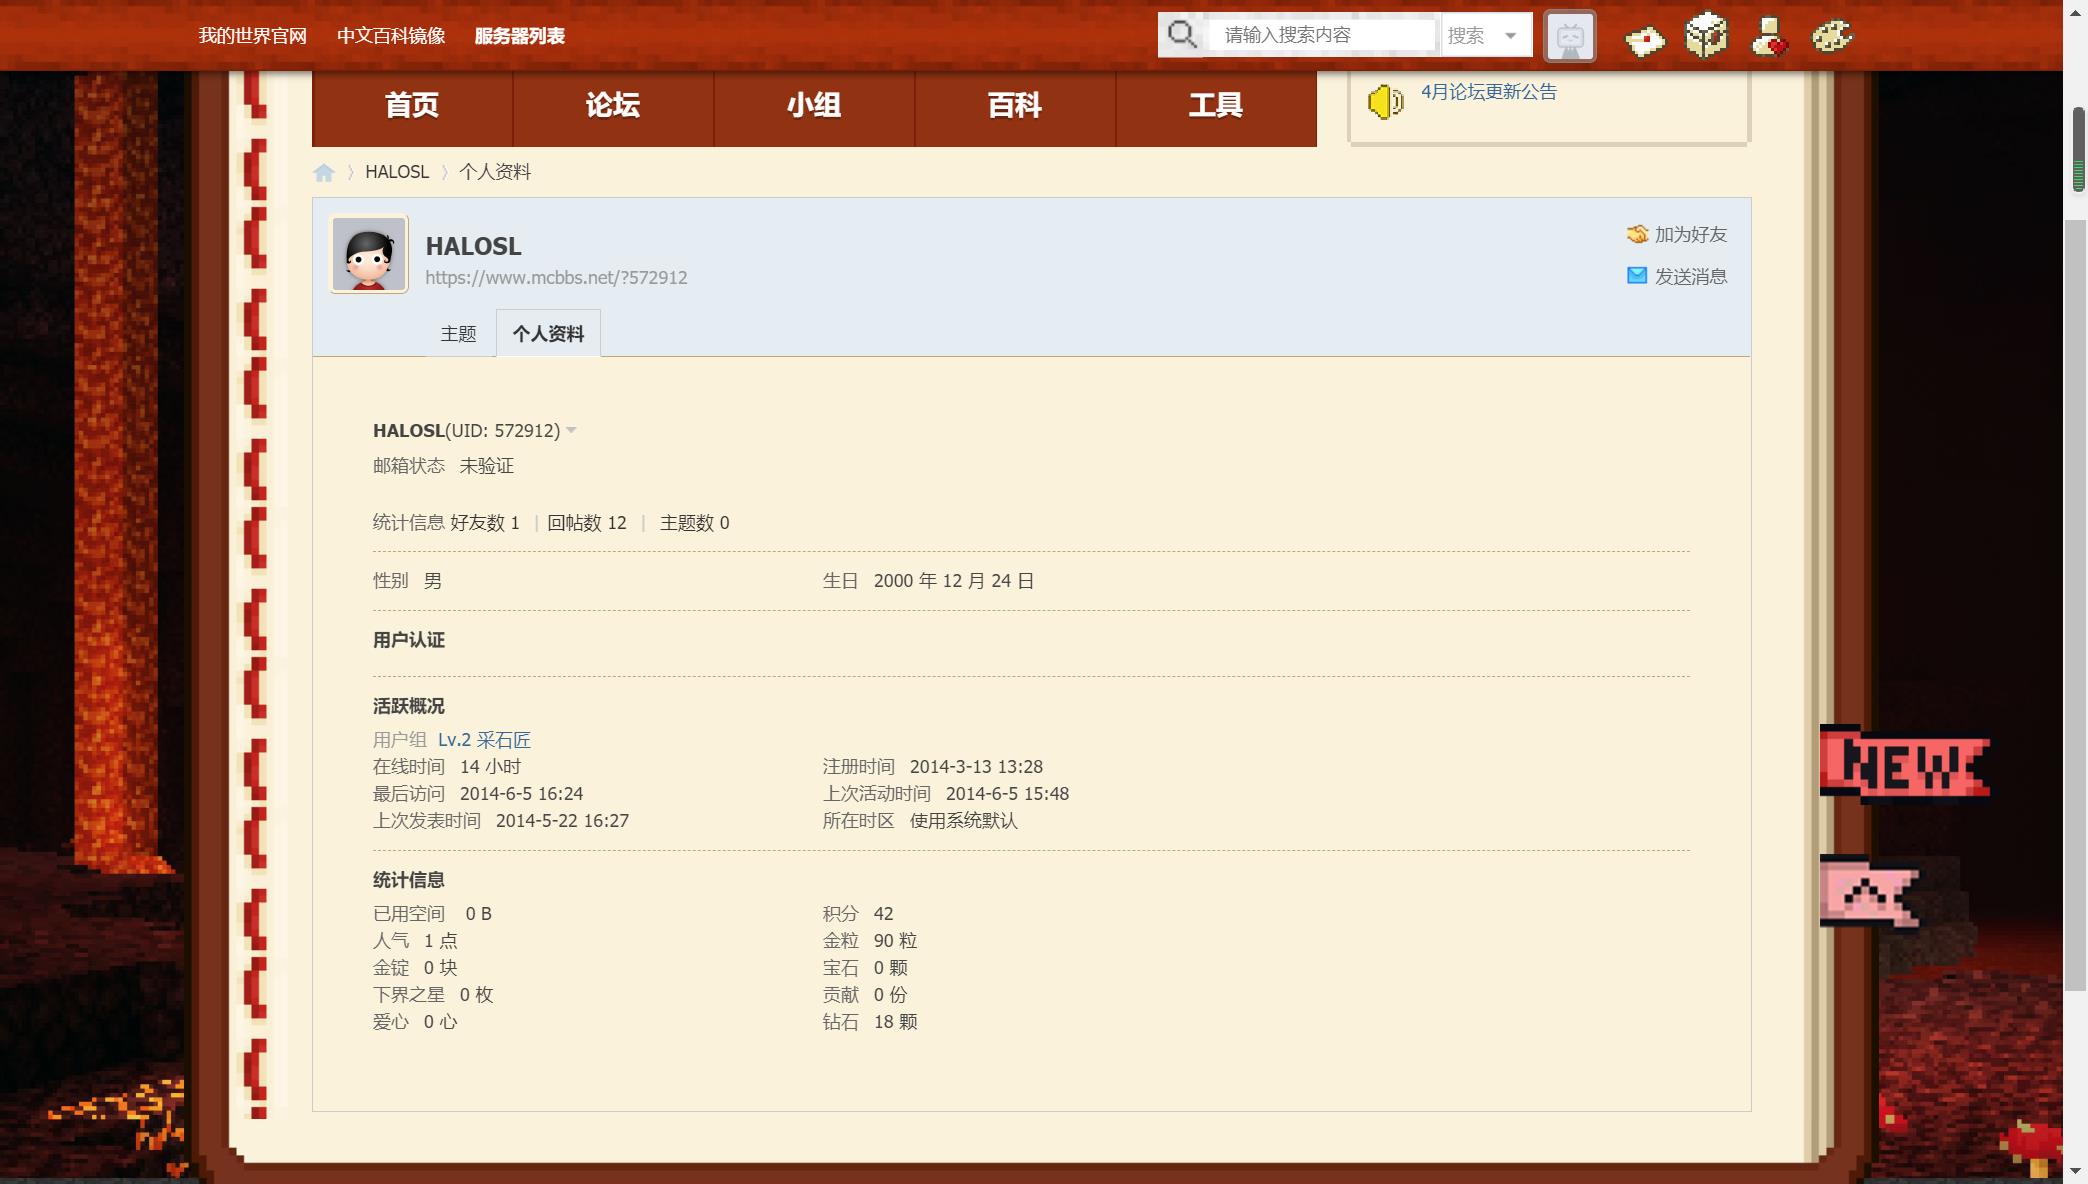 我的世界官网 中文百科镜像 服务器列表 请输入搜索内容 搜索
首页 论坛 小组 百科 工具
4月论坛更新公告
HALOSL 〉 个人资料
HALOSL
https://www.mcbbs.net/?572912
加为好友
发送消息
主题 个人资料
HALOSL(UID: 572912)
邮箱状态 未验证
统计信息 好友数 1 | 回帖数 12 | 主题数 0
性别 男 生日 2000 年 12 月 24 日
用户认证
活跃概况
用户组 Lv.2 采石匠
在线时间 14 小时 注册时间 2014-3-13 13:28
最后访问 2014-6-5 16:24 上次活动时间 2014-6-5 15:48
上次发表时间 2014-5-22 16:27 所在时区 使用系统默认
NEW
统计信息
已用空间 0 B 积分 42
人气 1 点 金粒 90 粒
金锭 0 块 宝石 0 颗
下界之星 0 枚 贡献 0 份
爱心 0 心 钻石 18 颗